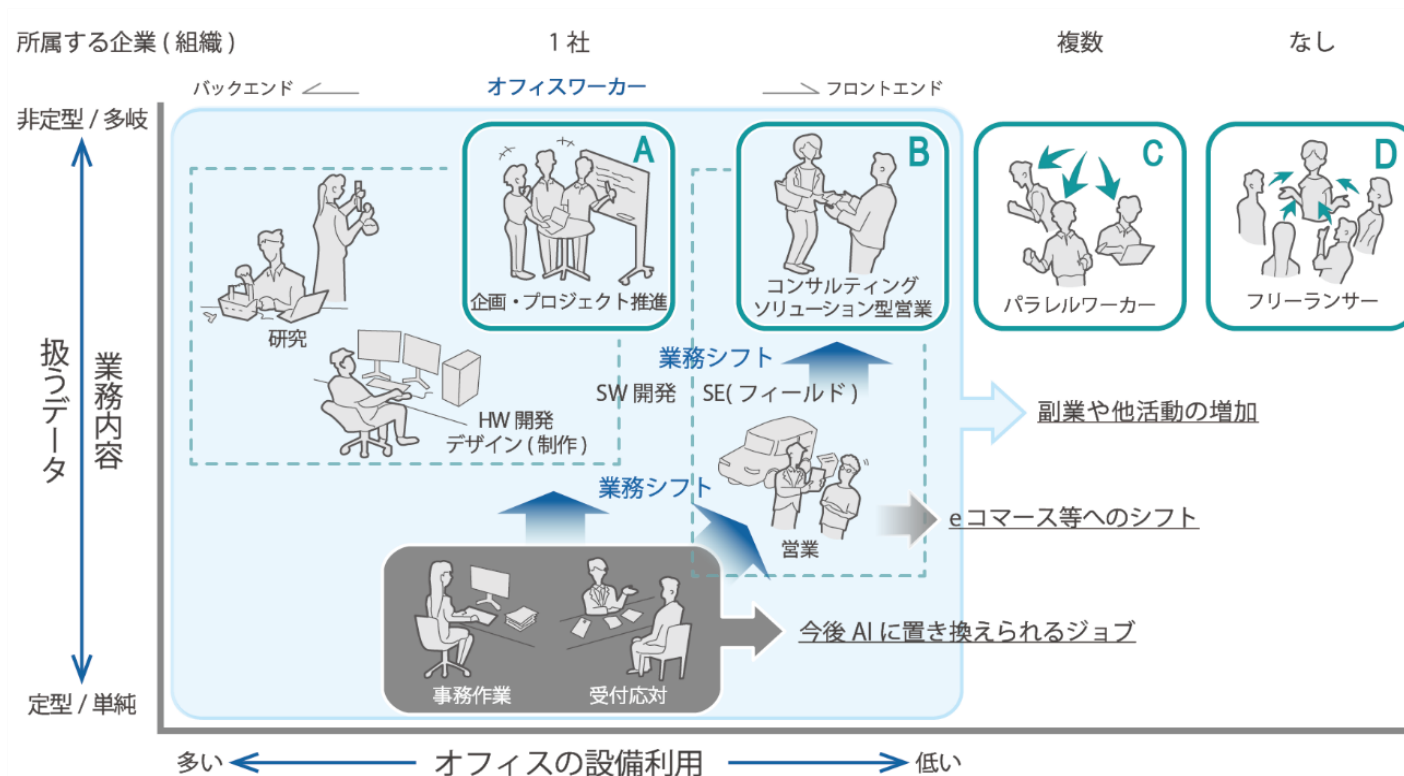 所属する企業 ( 組織 )
1 社
複数
なし
バックエンド
オフィスワーカー
フロントエンド
非定型 / 多岐
A
B
C
D
企画・プロジェクト推進
コンサルティング
ソリューション型営業
パラレルワーカー
フリーランサー
研究
業務シフト
SW 開発
SE( フィールド )
HW 開発
デザイン ( 制作 )
副業や他活動の増加
扱うデータ
業務内容
業務シフト
営業
e コマース等へのシフト
今後 AI に置き換えられるジョブ
事務作業
受付応対
定型 / 単純
多い
オフィスの設備利用
低い